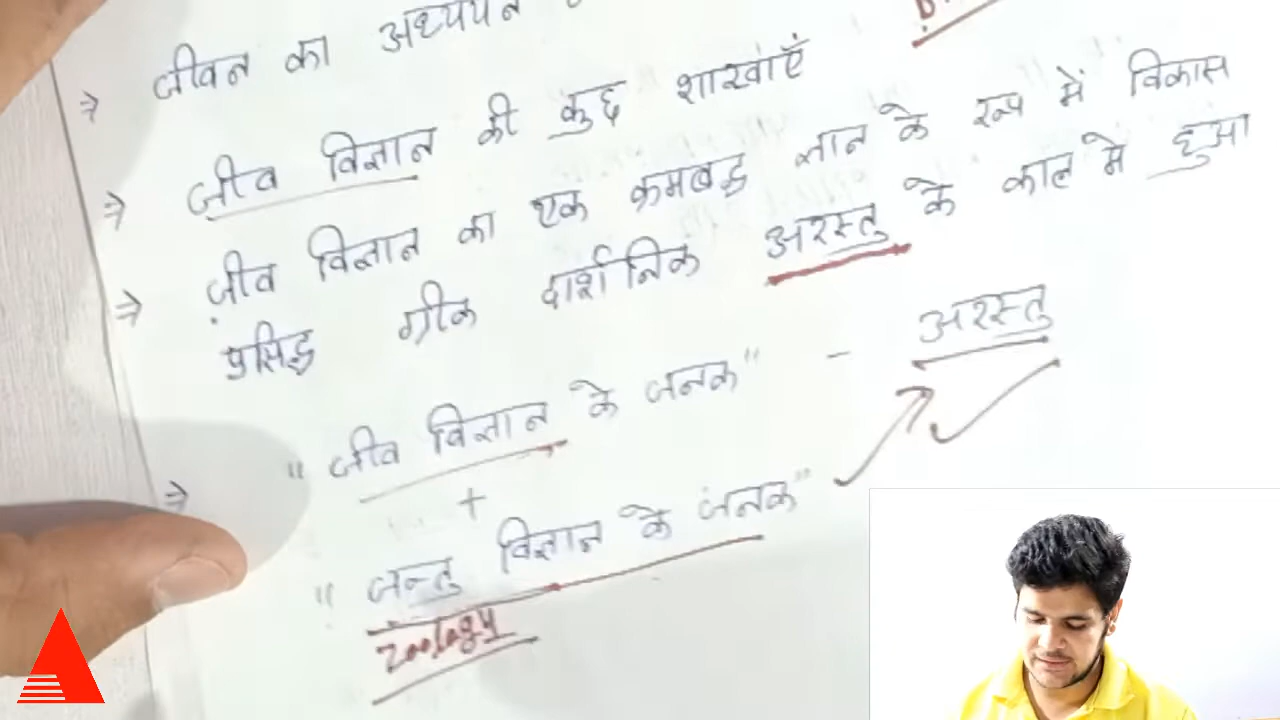 ⇒ जीवन का अध्ययन
⇒ जीव विज्ञान की कुछ शाखाएँ
⇒ जीव विज्ञान का एक क्रमबद्ध ज्ञान के रूप में विकास
प्रसिद्ध ग्रीक दार्शनिक अरस्तु के काल में हुआ
⇒ "जीव विज्ञान के जनक" - अरस्तु
+
"जन्तु विज्ञान के जनक"
Zoology